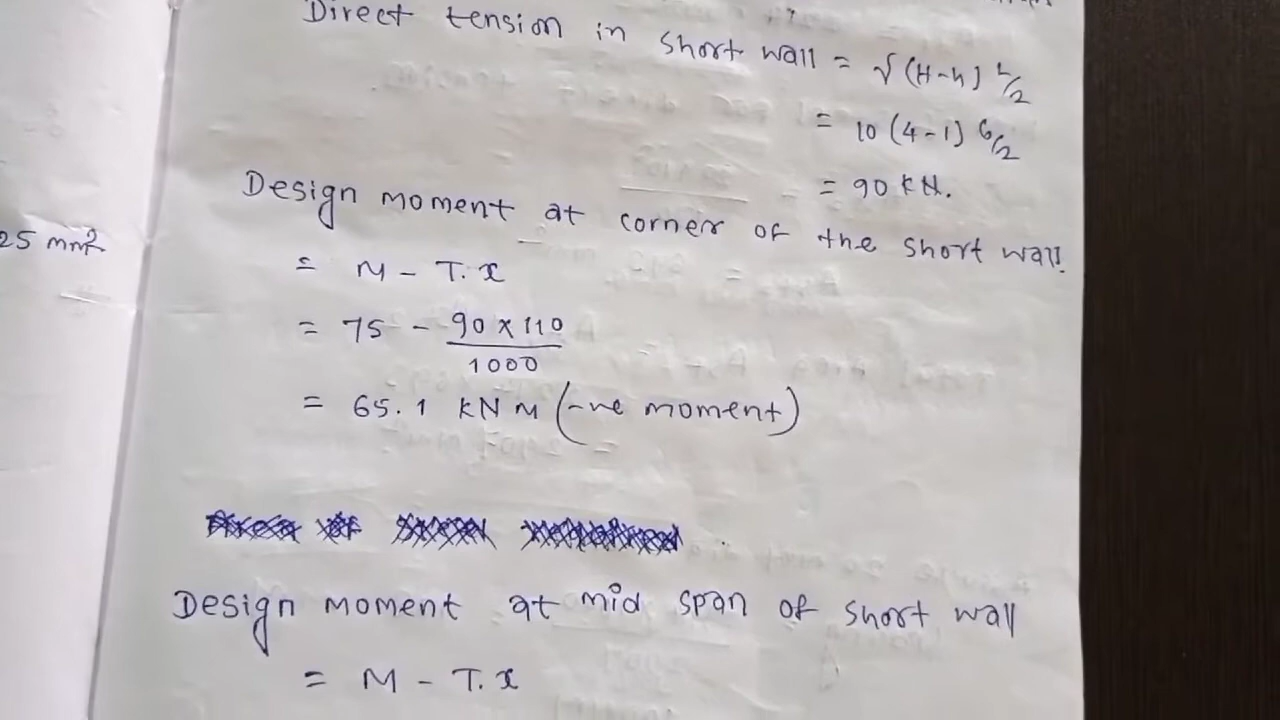 Direct tension in short wall = γ (H-h) L/2
= 10 (4-1) 6/2
= 90 KN.
Design moment at corner of the short wall.
25 mm²
= M - T.x
= 75 - 90 x 110 / 1000
= 65.1 KN M (-ve moment)
Design moment at mid span of short wall
= M - T.x